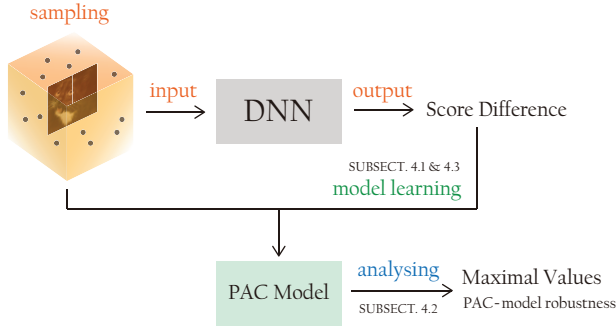 sampling
input
DNN
output
Score Difference
SUBSECT. 4.1 & 4.3
model learning
PAC Model
analysing
SUBSECT. 4.2
Maximal Values
PAC-model robustness